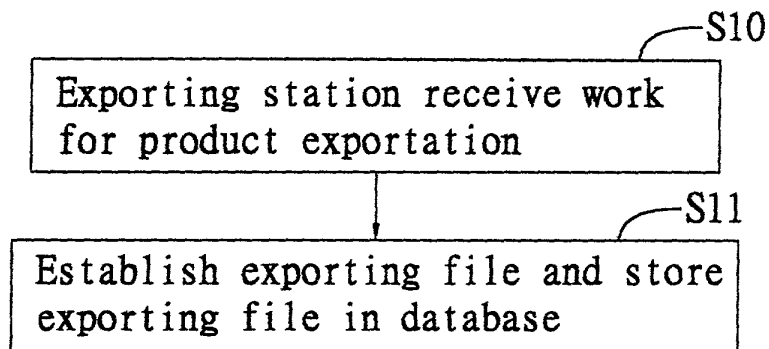 S10
Exporting station receive work
for product exportation
S11
Establish exporting file and store
exporting file in database